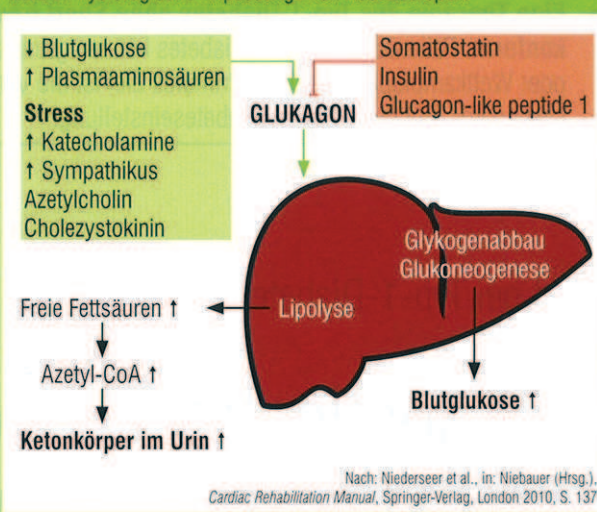 ↓ Blutglukose
↑ Plasmaaminosäuren
Stress
↑ Katecholamine
↑ Sympathikus
Azetylcholin
Cholezystokinin
GLUKAGON
Somatostatin
Insulin
Glucagon-like peptide 1
Glykogenabbau
Glukoneogenese
Lipolyse
Freie Fettsäuren ↑
Azetyl-CoA ↑
Ketonkörper im Urin ↑
Blutglukose ↑
Nach: Niederseer et al., in: Niebauer (Hrsg.),
Cardiac Rehabilitation Manual, Springer-Verlag, London 2010, S. 137